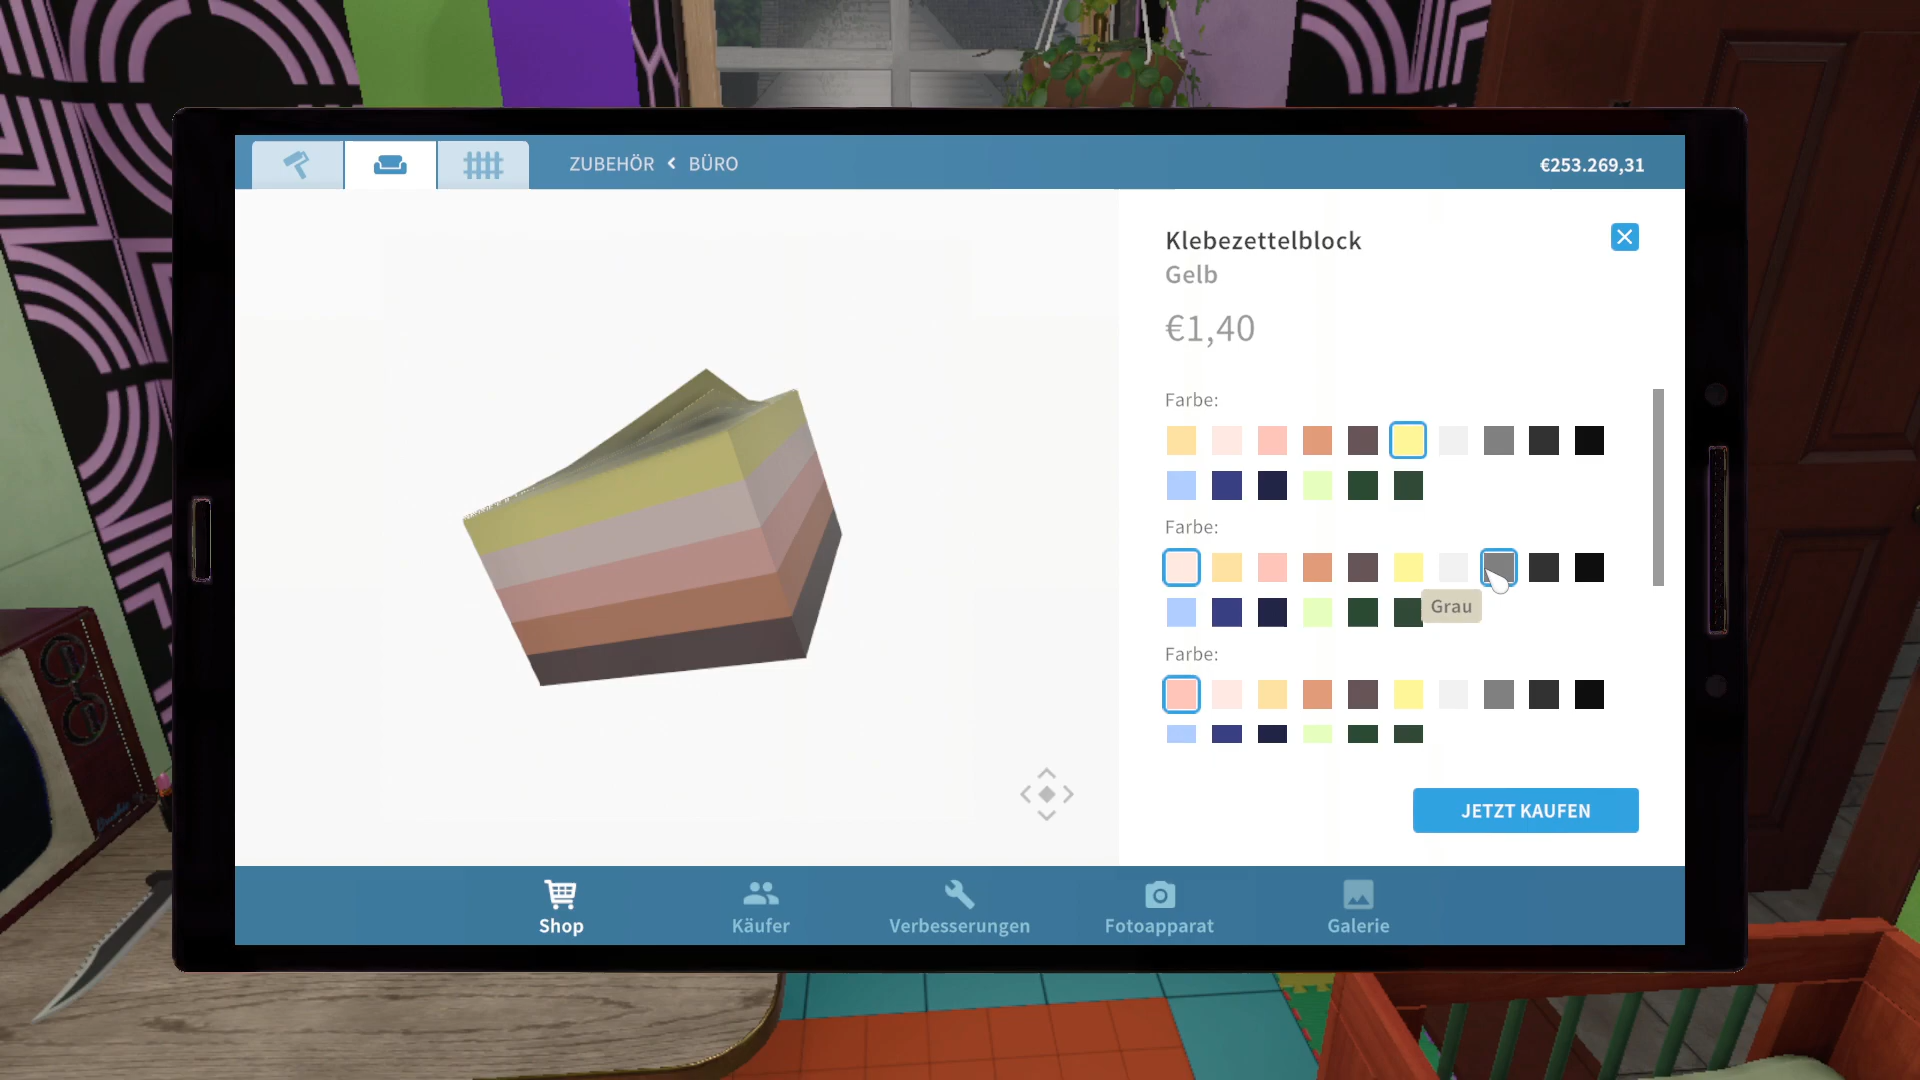 ZUBEHÖR < BÜRO
€253.269,31
Klebezettelblock
Gelb
€1,40
Farbe:
Farbe:
Grau
Farbe:
JETZT KAUFEN
Shop
Käufer
Verbesserungen
Fotoapparat
Galerie